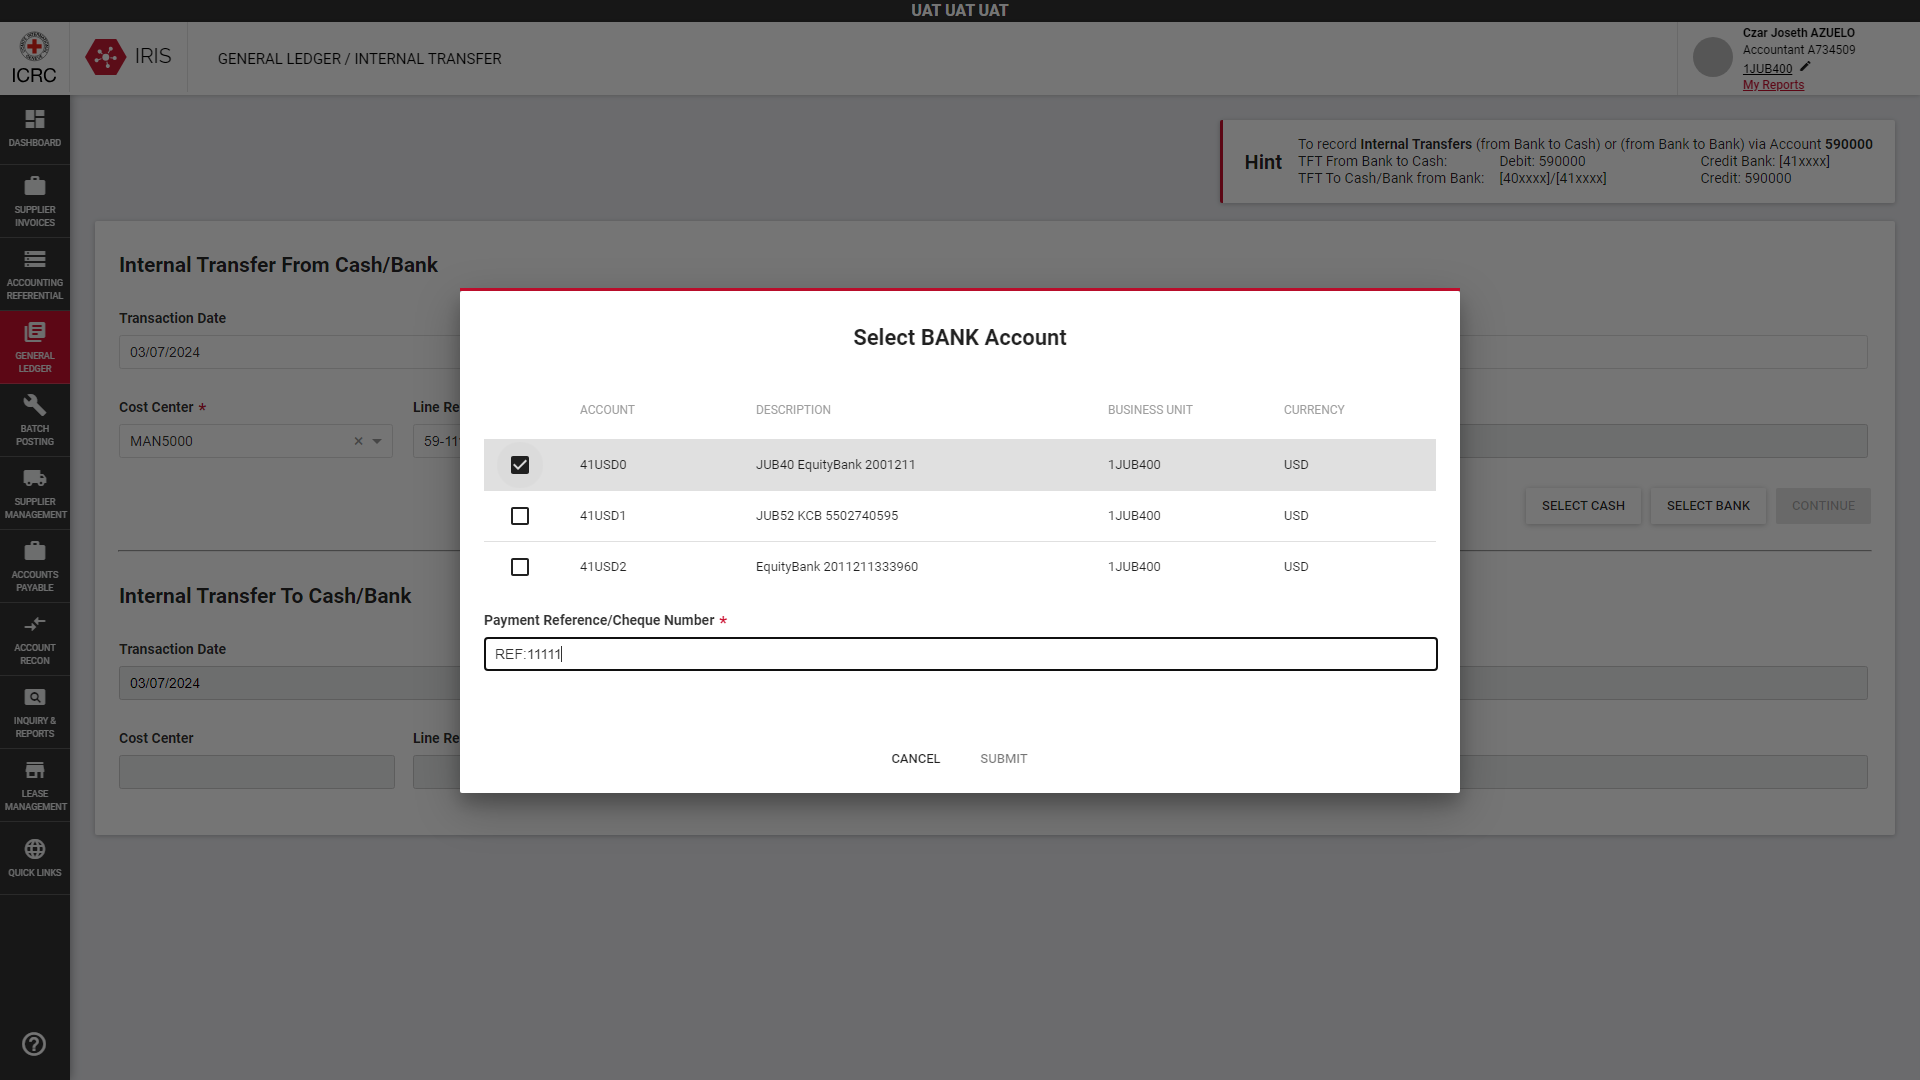 UAT UAT UAT
ICRC
IRIS
GENERAL LEDGER / INTERNAL TRANSFER
Czar Joseth AZUELO
Accountant A734509
1JUB400
My Reports
DASHBOARD
SUPPLIER
INVOICES
ACCOUNTING
REFERENTIAL
GENERAL
LEDGER
BATCH
POSTING
SUPPLIER
MANAGEMENT
ACCOUNTS
PAYABLE
ACCOUNT
RECON
INQUIRY &
REPORTS
LEASE
MANAGEMENT
QUICK LINKS
Hint
To record Internal Transfers (from Bank to Cash) or (from Bank to Bank) via Account 590000
TFT From Bank to Cash: Debit: 590000 Credit Bank: [41xxxx]
TFT To Cash/Bank from Bank: [40xxxx]/[41xxxx] Credit: 590000
Internal Transfer From Cash/Bank
Transaction Date
03/07/2024
Cost Center * Line Re
MAN5000 59-11
SELECT CASH SELECT BANK CONTINUE
Internal Transfer To Cash/Bank
Transaction Date
03/07/2024
Cost Center Line Re
Select BANK Account
ACCOUNT DESCRIPTION BUSINESS UNIT CURRENCY
41USD0 JUB40 EquityBank 2001211 1JUB400 USD
41USD1 JUB52 KCB 5502740595 1JUB400 USD
41USD2 EquityBank 2011211333960 1JUB400 USD
Payment Reference/Cheque Number *
REF:11111
CANCEL SUBMIT